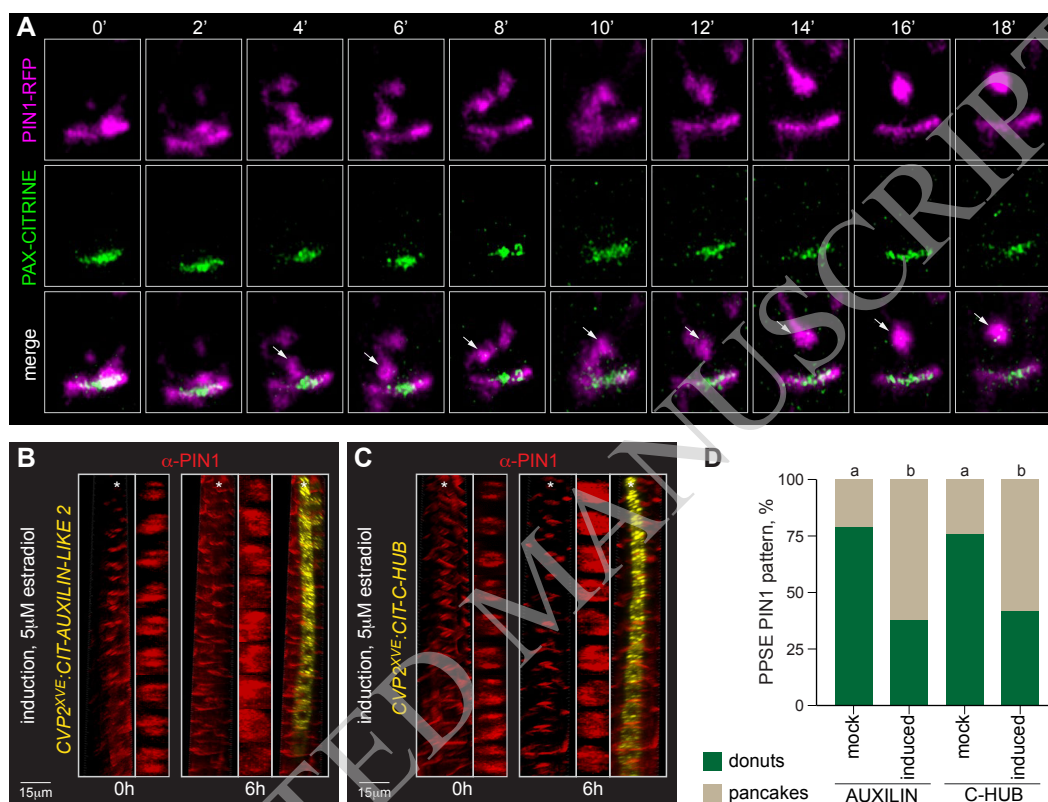 A
0’ 2’ 4’ 6’ 8’ 10’ 12’ 14’ 16’ 18’
PIN1-RFP
PAX-CITRINE
merge
B
α-PIN1
induction, 5μM estradiol
CVP2XVE:CIT-AUXILIN-LIKE 2
* * *
15μm
0h 6h
C
α-PIN1
induction, 5μM estradiol
CVP2XVE:CIT-C-HUB
* * *
15μm
0h 6h
D
a b a b
PPSE PIN1 pattern, %
100
75
50
25
0
mock induced mock induced
AUXILIN C-HUB
donuts
pancakes
TED MANUSCRIPT